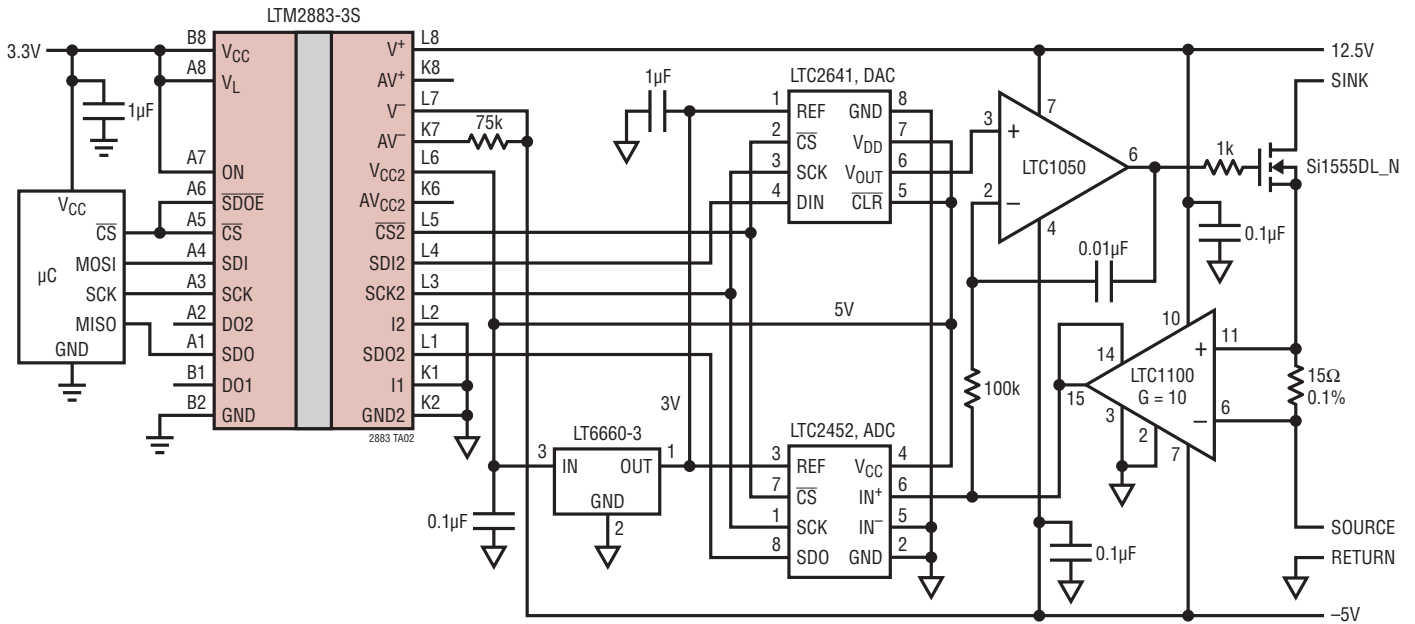 LTM2883-3S
3.3V
B8
VCC
A8
VL
1µF
A7
ON
A6
SDOE
A5
CS
A4
SDI
A3
SCK
A2
DO2
A1
SDO
B1
DO1
B2
GND
VCC
CS
µC
MOSI
SCK
MISO
GND
V+
L8
AV+
K8
V–
L7
AV–
K7
75k
VCC2
L6
AVCC2
K6
CS2
L5
SDI2
L4
SCK2
L3
I2
L2
SDO2
L1
I1
K1
GND2
K2
2883 TA02
12.5V
1µF
LTC2641, DAC
1
REF
GND
8
2
CS
VDD
7
3
SCK
VOUT
6
4
DIN
CLR
5
3
+
7
LTC1050
6
2
–
4
1k
SINK
Si1555DL_N
0.1µF
0.01µF
5V
100k
10
+
11
14
LTC1100
G = 10
15
3
2
–
6
7
15Ω
0.1%
3V
LT6660-3
3
IN
OUT
1
GND
2
0.1µF
LTC2452, ADC
3
REF
VCC
4
7
CS
IN+
6
1
SCK
IN–
5
8
SDO
GND
2
0.1µF
SOURCE
RETURN
–5V